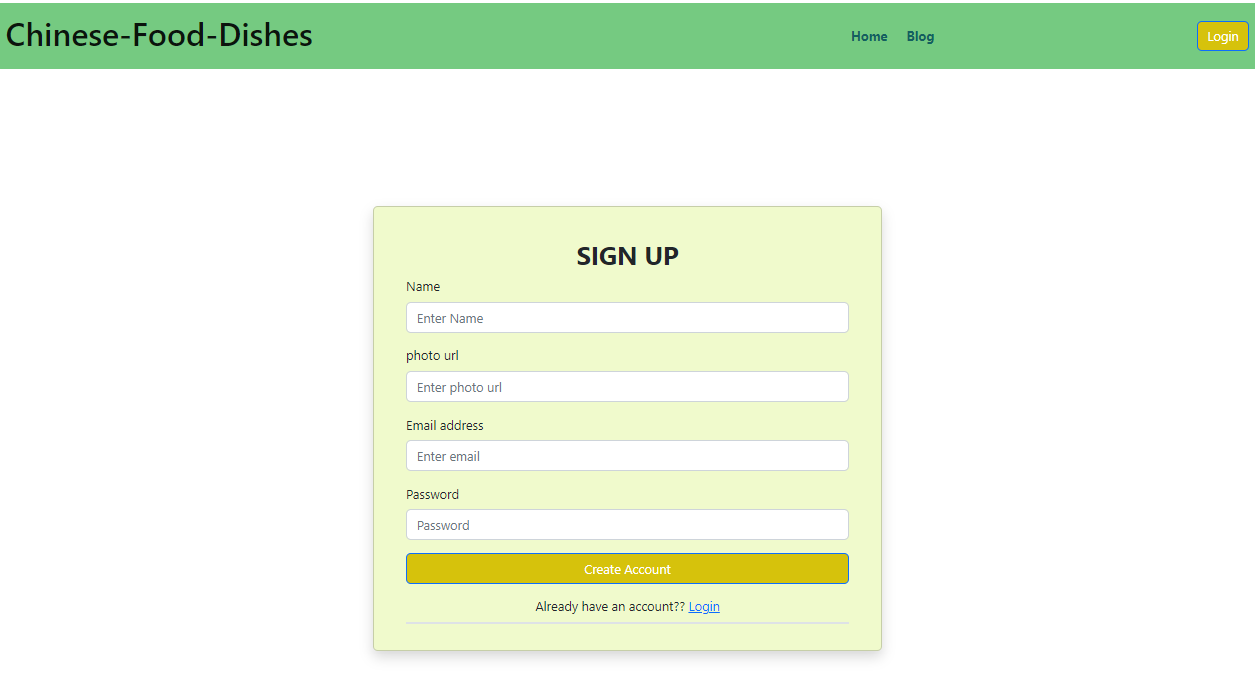 Chinese-Food-Dishes
Home Blog
Login
SIGN UP
Name
Enter Name
photo url
Enter photo url
Email address
Enter email
Password
Password
Create Account
Already have an account?? Login